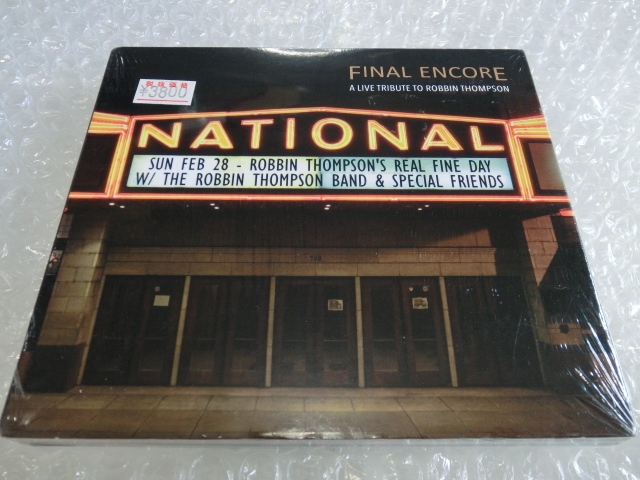 FINAL ENCORE
A LIVE TRIBUTE TO ROBBIN THOMPSON
¥3800
NATIONAL
SUN FEB 28 - ROBBIN THOMPSON'S REAL FINE DAY
W/ THE ROBBIN THOMPSON BAND & SPECIAL FRIENDS
708